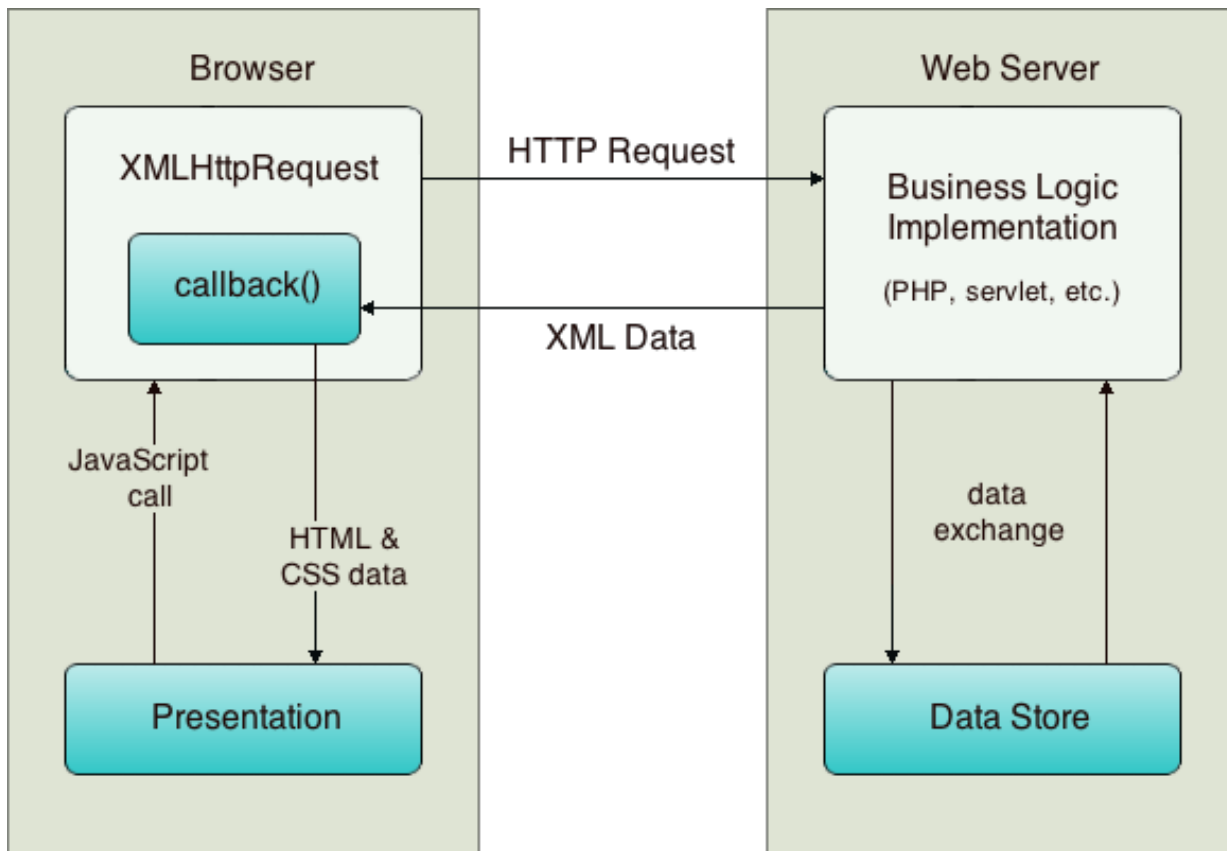 Browser
XMLHttpRequest
callback()
JavaScript
call
HTML &
CSS data
Presentation
HTTP Request
XML Data
Web Server
Business Logic
Implementation
(PHP, servlet, etc.)
data
exchange
Data Store